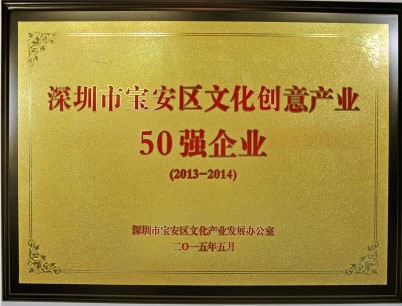 深圳市宝安区文化创意产业
50强企业
(2013-2014)
深圳市宝安区文化产业发展办公室
二〇一五年五月